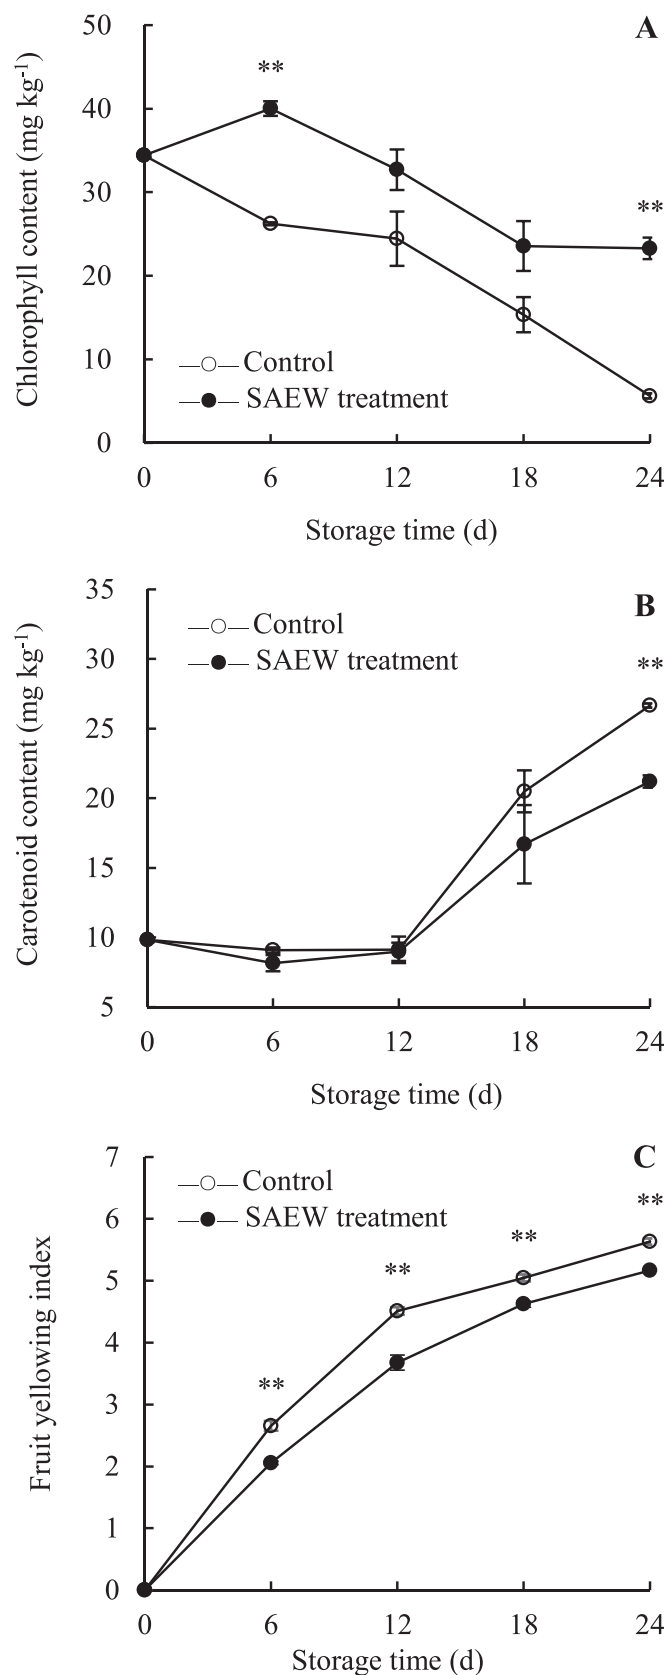 A
Chlorophyll content (mg kg⁻¹)
50
40
30
20
10
0
**
**
Control
SAEW treatment
0 6 12 18 24
Storage time (d)
B
Carotenoid content (mg kg⁻¹)
35
30
25
20
15
10
5
Control
SAEW treatment
**
0 6 12 18 24
Storage time (d)
C
Fruit yellowing index
7
6
5
4
3
2
1
0
Control
SAEW treatment
**
**
**
**
0 6 12 18 24
Storage time (d)